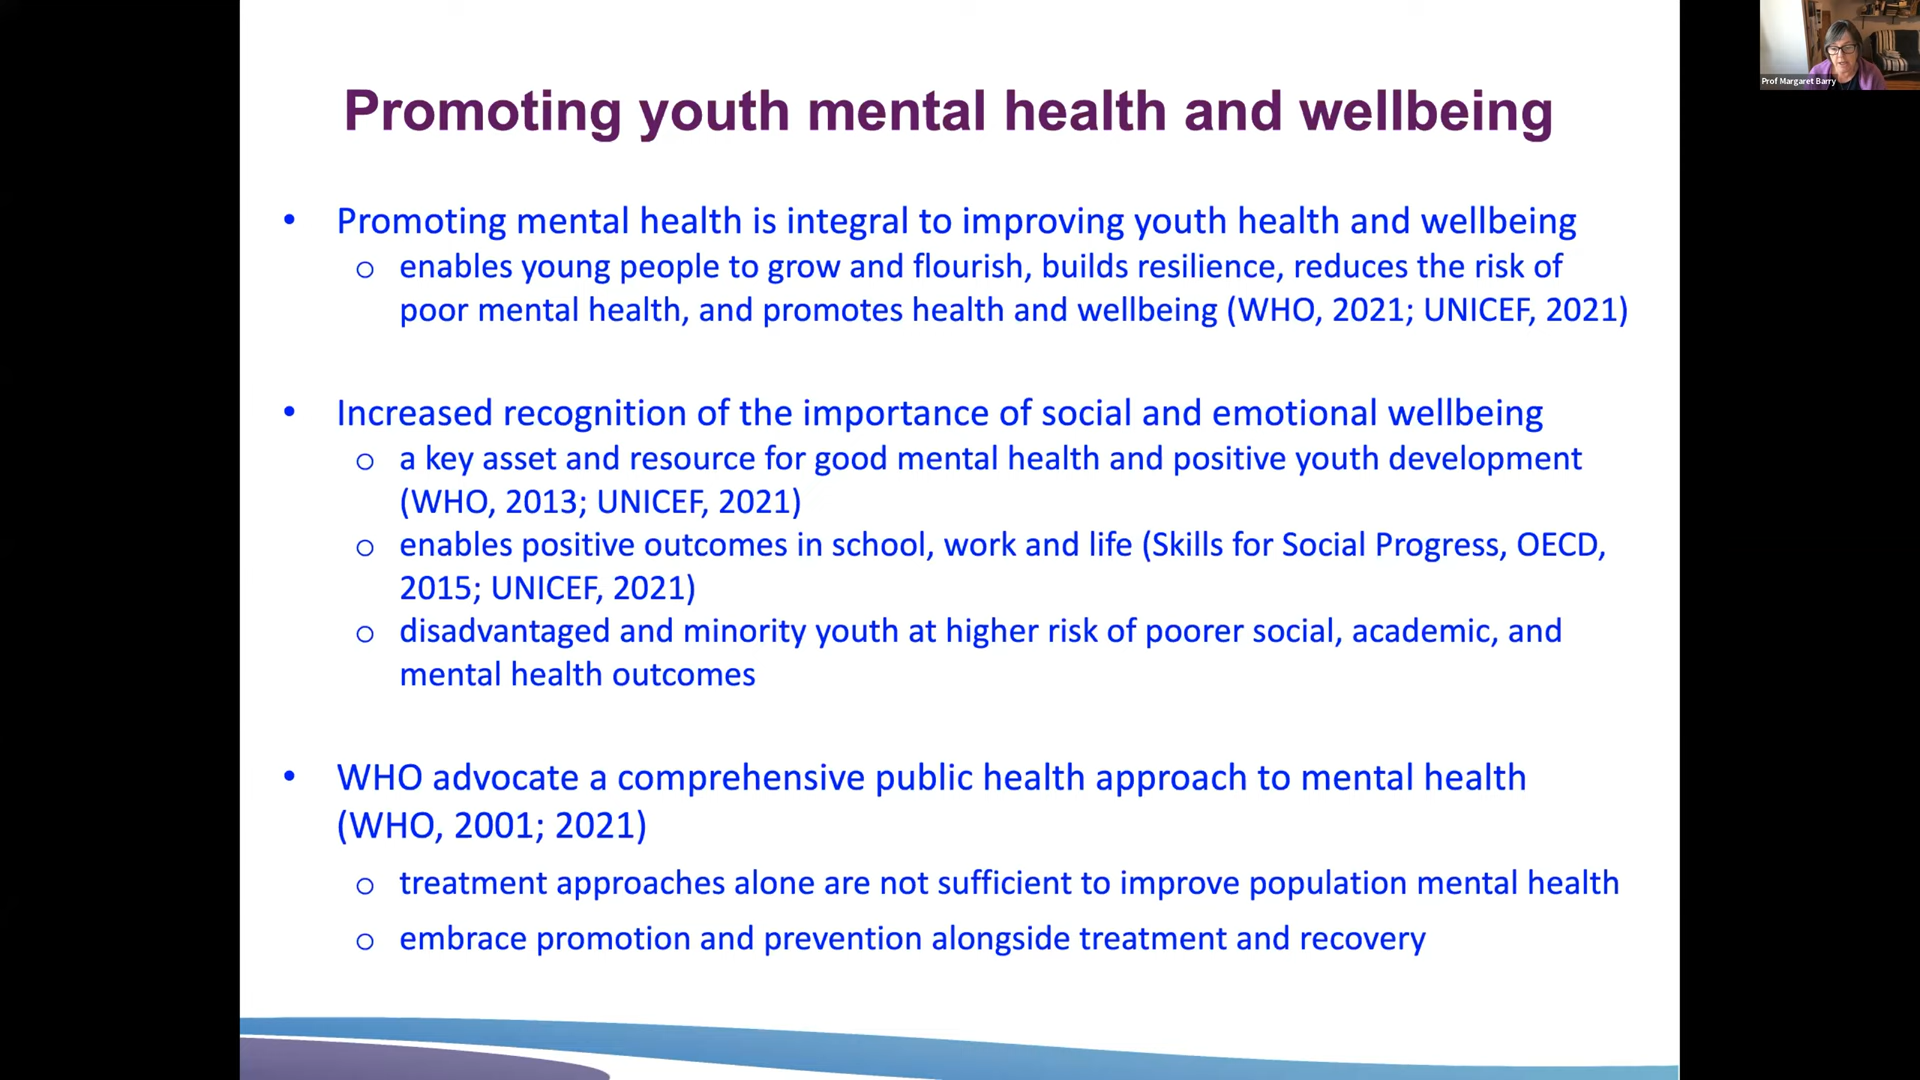 Promoting youth mental health and wellbeing
Prof Margaret Barry
• Promoting mental health is integral to improving youth health and wellbeing
o enables young people to grow and flourish, builds resilience, reduces the risk of
poor mental health, and promotes health and wellbeing (WHO, 2021; UNICEF, 2021)
• Increased recognition of the importance of social and emotional wellbeing
o a key asset and resource for good mental health and positive youth development
(WHO, 2013; UNICEF, 2021)
o enables positive outcomes in school, work and life (Skills for Social Progress, OECD,
2015; UNICEF, 2021)
o disadvantaged and minority youth at higher risk of poorer social, academic, and
mental health outcomes
• WHO advocate a comprehensive public health approach to mental health
(WHO, 2001; 2021)
o treatment approaches alone are not sufficient to improve population mental health
o embrace promotion and prevention alongside treatment and recovery